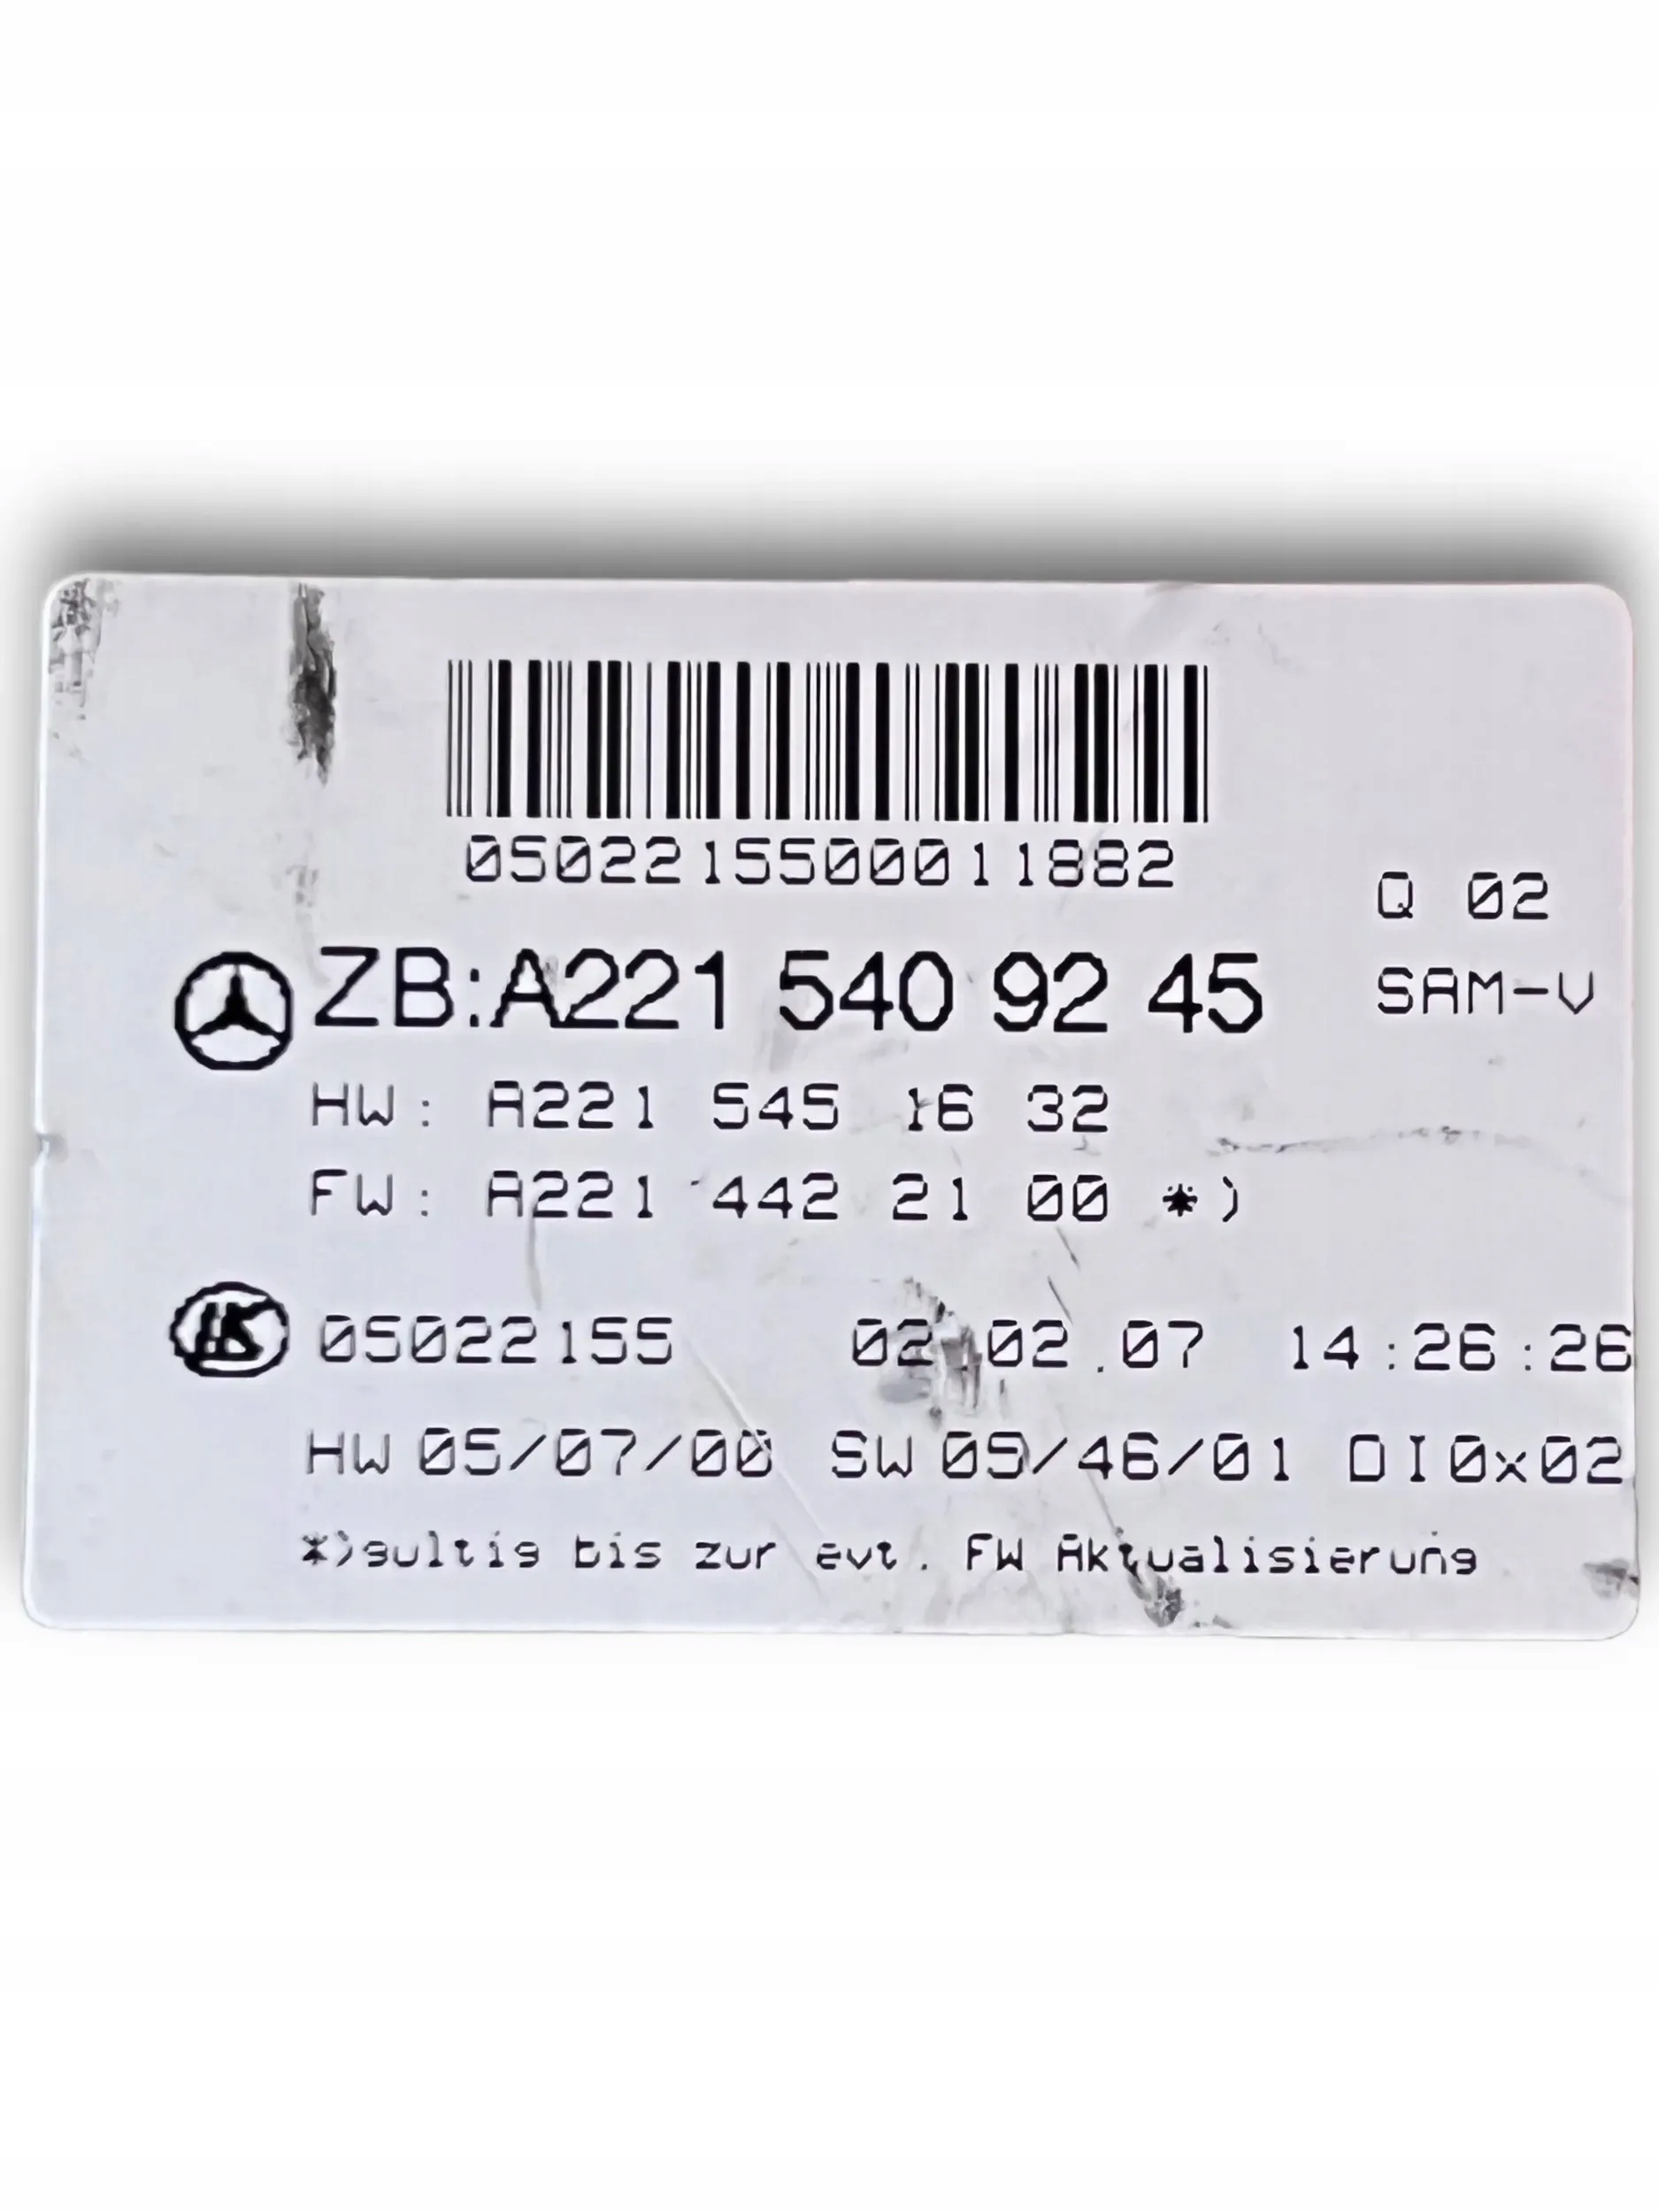 0502215500011882
Q 02
ZB:A221 540 92 45
SAM-V
HW: A221 545 16 32
FW: A221 442 21 00 *)
05022155 02.02.07 14:26:26
HW 05/07/00 SW 09/46/01 DI0x02
*)gultig bis zur evt. FW Aktualisierung